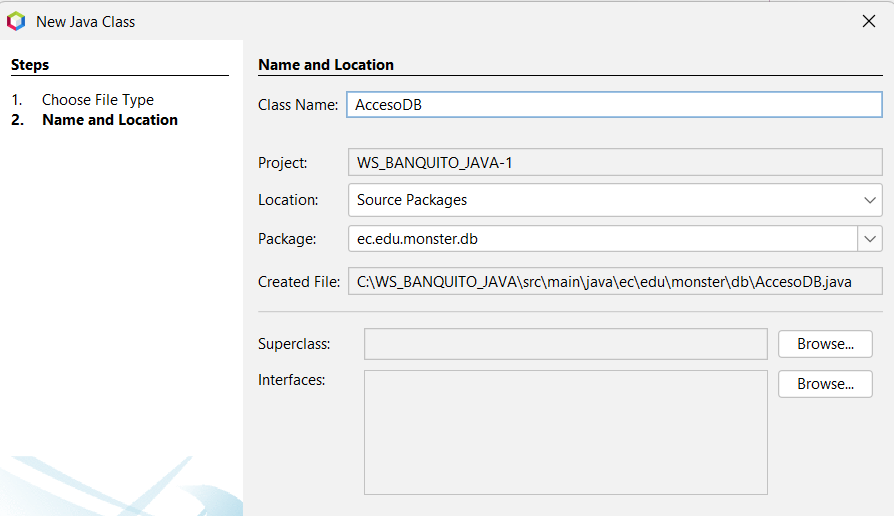 New Java Class
Steps
1. Choose File Type
2. Name and Location
Name and Location
Class Name: AccesoDB
Project: WS_BANQUITO_JAVA-1
Location: Source Packages
Package: ec.edu.monster.db
Created File: C:\WS_BANQUITO_JAVA\src\main\java\ec\edu\monster\db\AccesoDB.java
Superclass: Browse...
Interfaces: Browse...